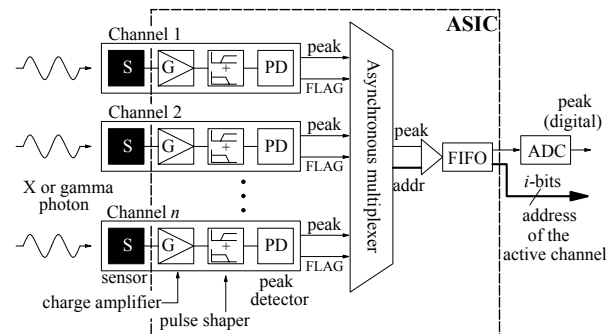 Channel 1
ASIC
S
G
+
PD
peak
FLAG
Channel 2
S
G
+
PD
peak
FLAG
X or gamma
photon
Channel n
S
G
+
PD
peak
FLAG
sensor
charge amplifier
pulse shaper
peak
detector
Asynchronous multiplexer
peak
addr
FIFO
ADC
peak
(digital)
i-bits
address
of the
active channel